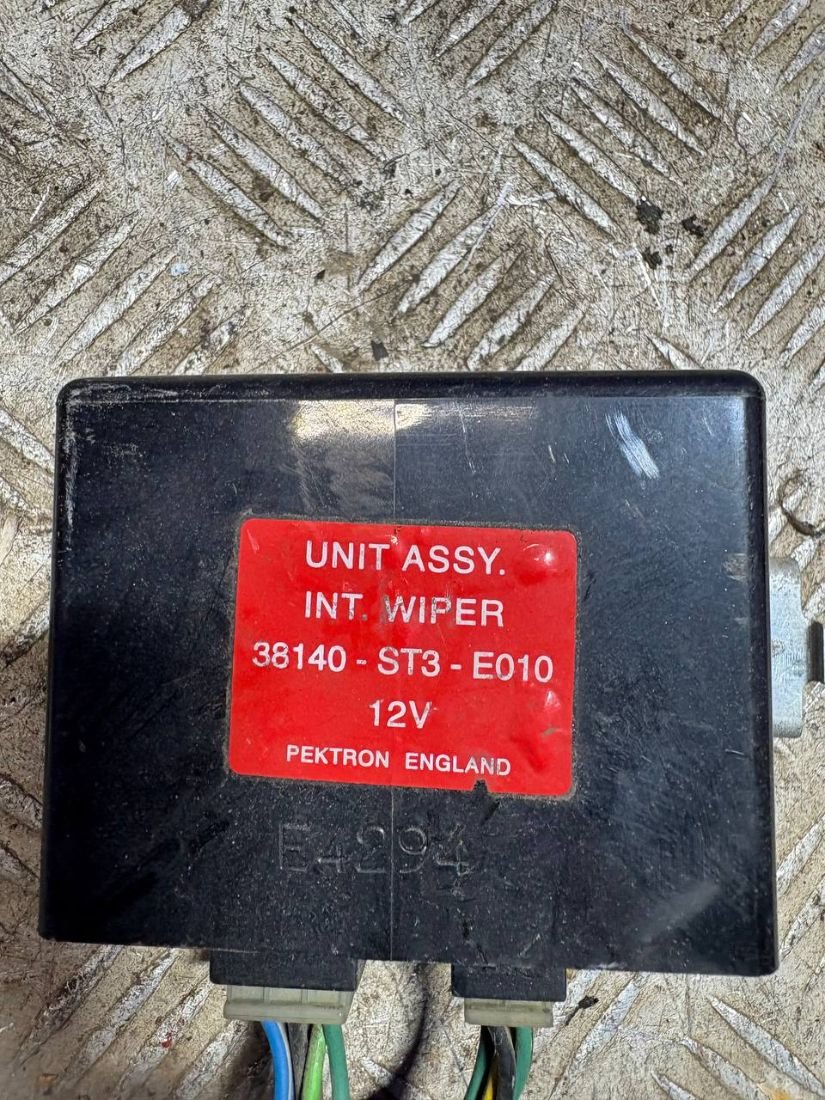 UNIT ASSY.
INT. WIPER
38140 - ST3 - E010
12V
PEKTRON ENGLAND
E4294